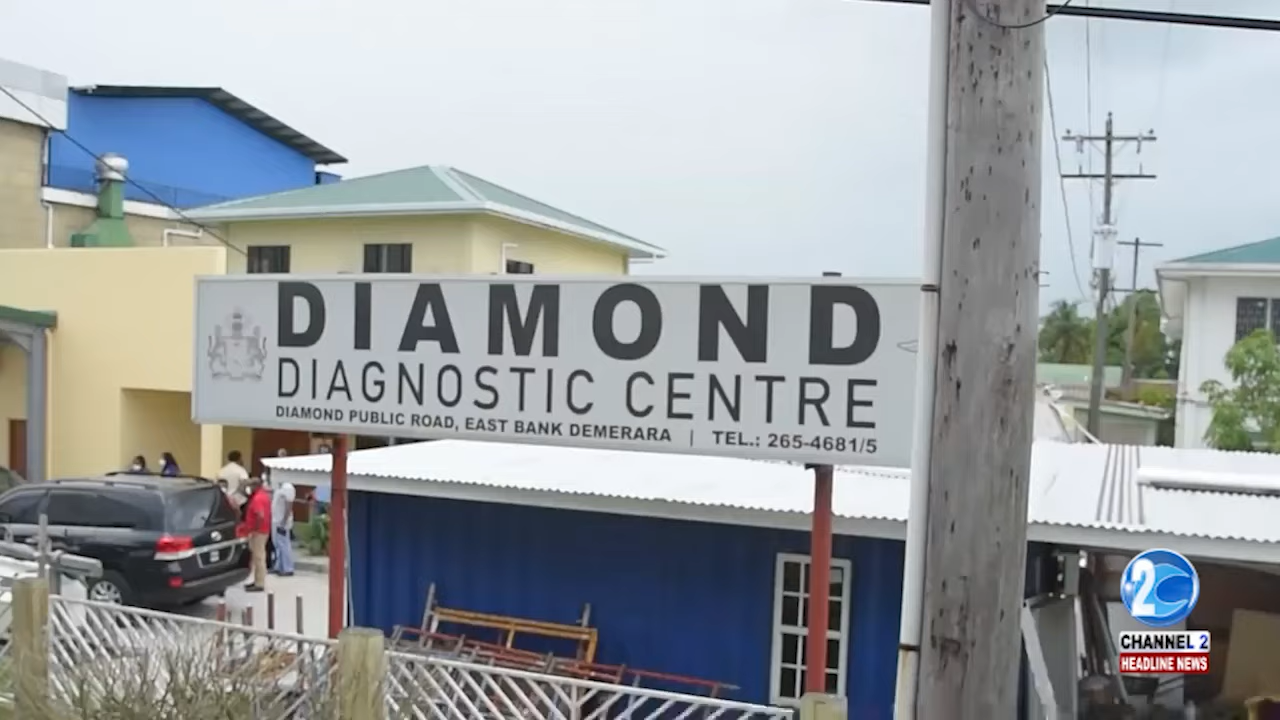 DIAMOND
DIAGNOSTIC CENTRE
DIAMOND PUBLIC ROAD, EAST BANK DEMERARA | TEL.: 265-4681/5
2
CHANNEL 2
HEADLINE NEWS